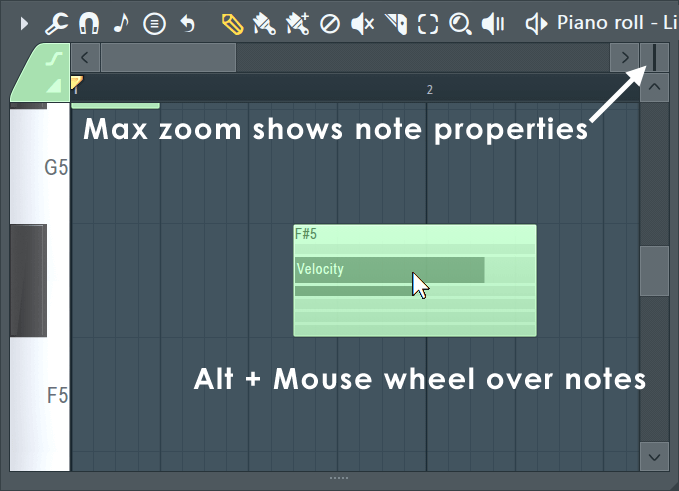 Piano roll - Li
1
2
Max zoom shows note properties
G5
F#5
Velocity
Alt + Mouse wheel over notes
F5